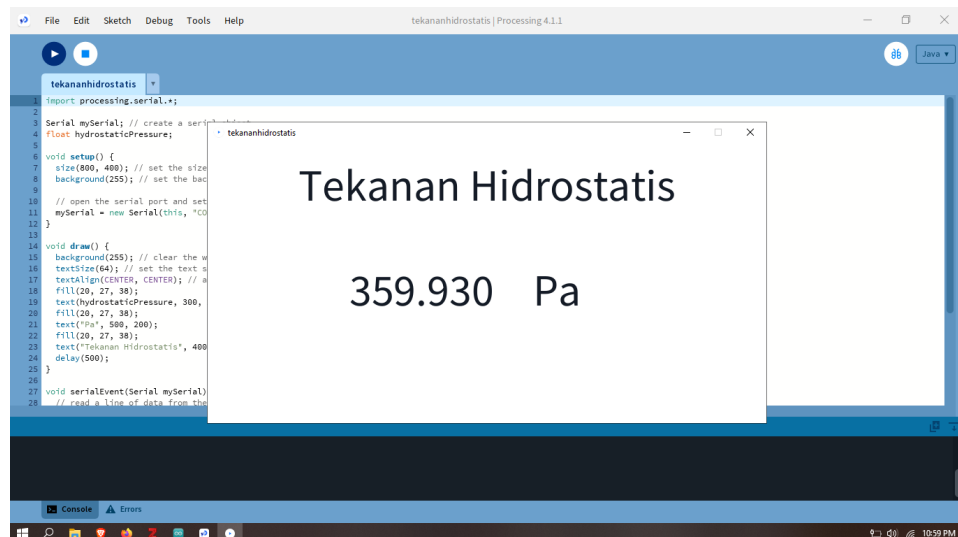 File Edit Sketch Debug Tools Help
tekananhidrostatis | Processing 4.1.1
Java
tekananhidrostatis
1 import processing.serial.*;
2
3 Serial mySerial; // create a serial object
4 float hydrostaticPressure;
5
6 void setup() {
7 size(800, 400); // set the size
8 background(255); // set the bac
9
10 // open the serial port and set
11 mySerial = new Serial(this, "CO
12 }
13
14 void draw() {
15 background(255); // clear the w
16 textSize(64); // set the text s
17 textAlign(CENTER, CENTER); // a
18 fill(20, 27, 38);
19 text(hydrostaticPressure, 300,
20 fill(20, 27, 38);
21 text("Pa", 500, 200);
22 fill(20, 27, 38);
23 text("Tekanan Hidrostatis", 400
24 delay(500);
25 }
26
27 void serialEvent(Serial mySerial)
28 // read a line of data from the
tekananhidrostatis
Tekanan Hidrostatis
359.930 Pa
Console Errors
10:59 PM